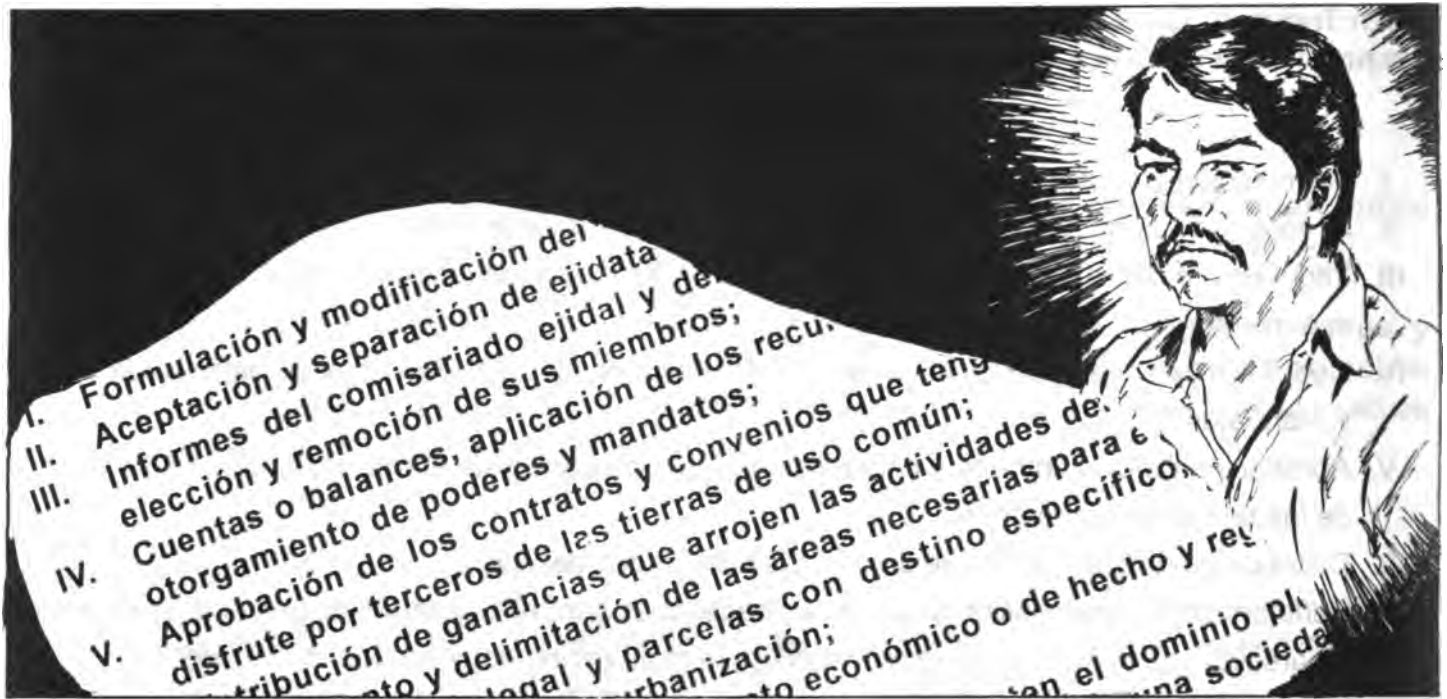 I. Formulación y modificación del
II. Aceptación y separación de ejidata
III. Informes del comisariado ejidal y de
elección y remoción de sus miembros;
IV. Cuentas o balances, aplicación de los recu
otorgamiento de poderes y mandatos;
V. Aprobación de los contratos y convenios que teng
disfrute por terceros de las tierras de uso común;
tribución de ganancias que arrojen las actividades de
nto y delimitación de las áreas necesarias para e
legal y parcelas con destino específico
urbanización;
nto económico o de hecho y reg
en el dominio pl
una socieda